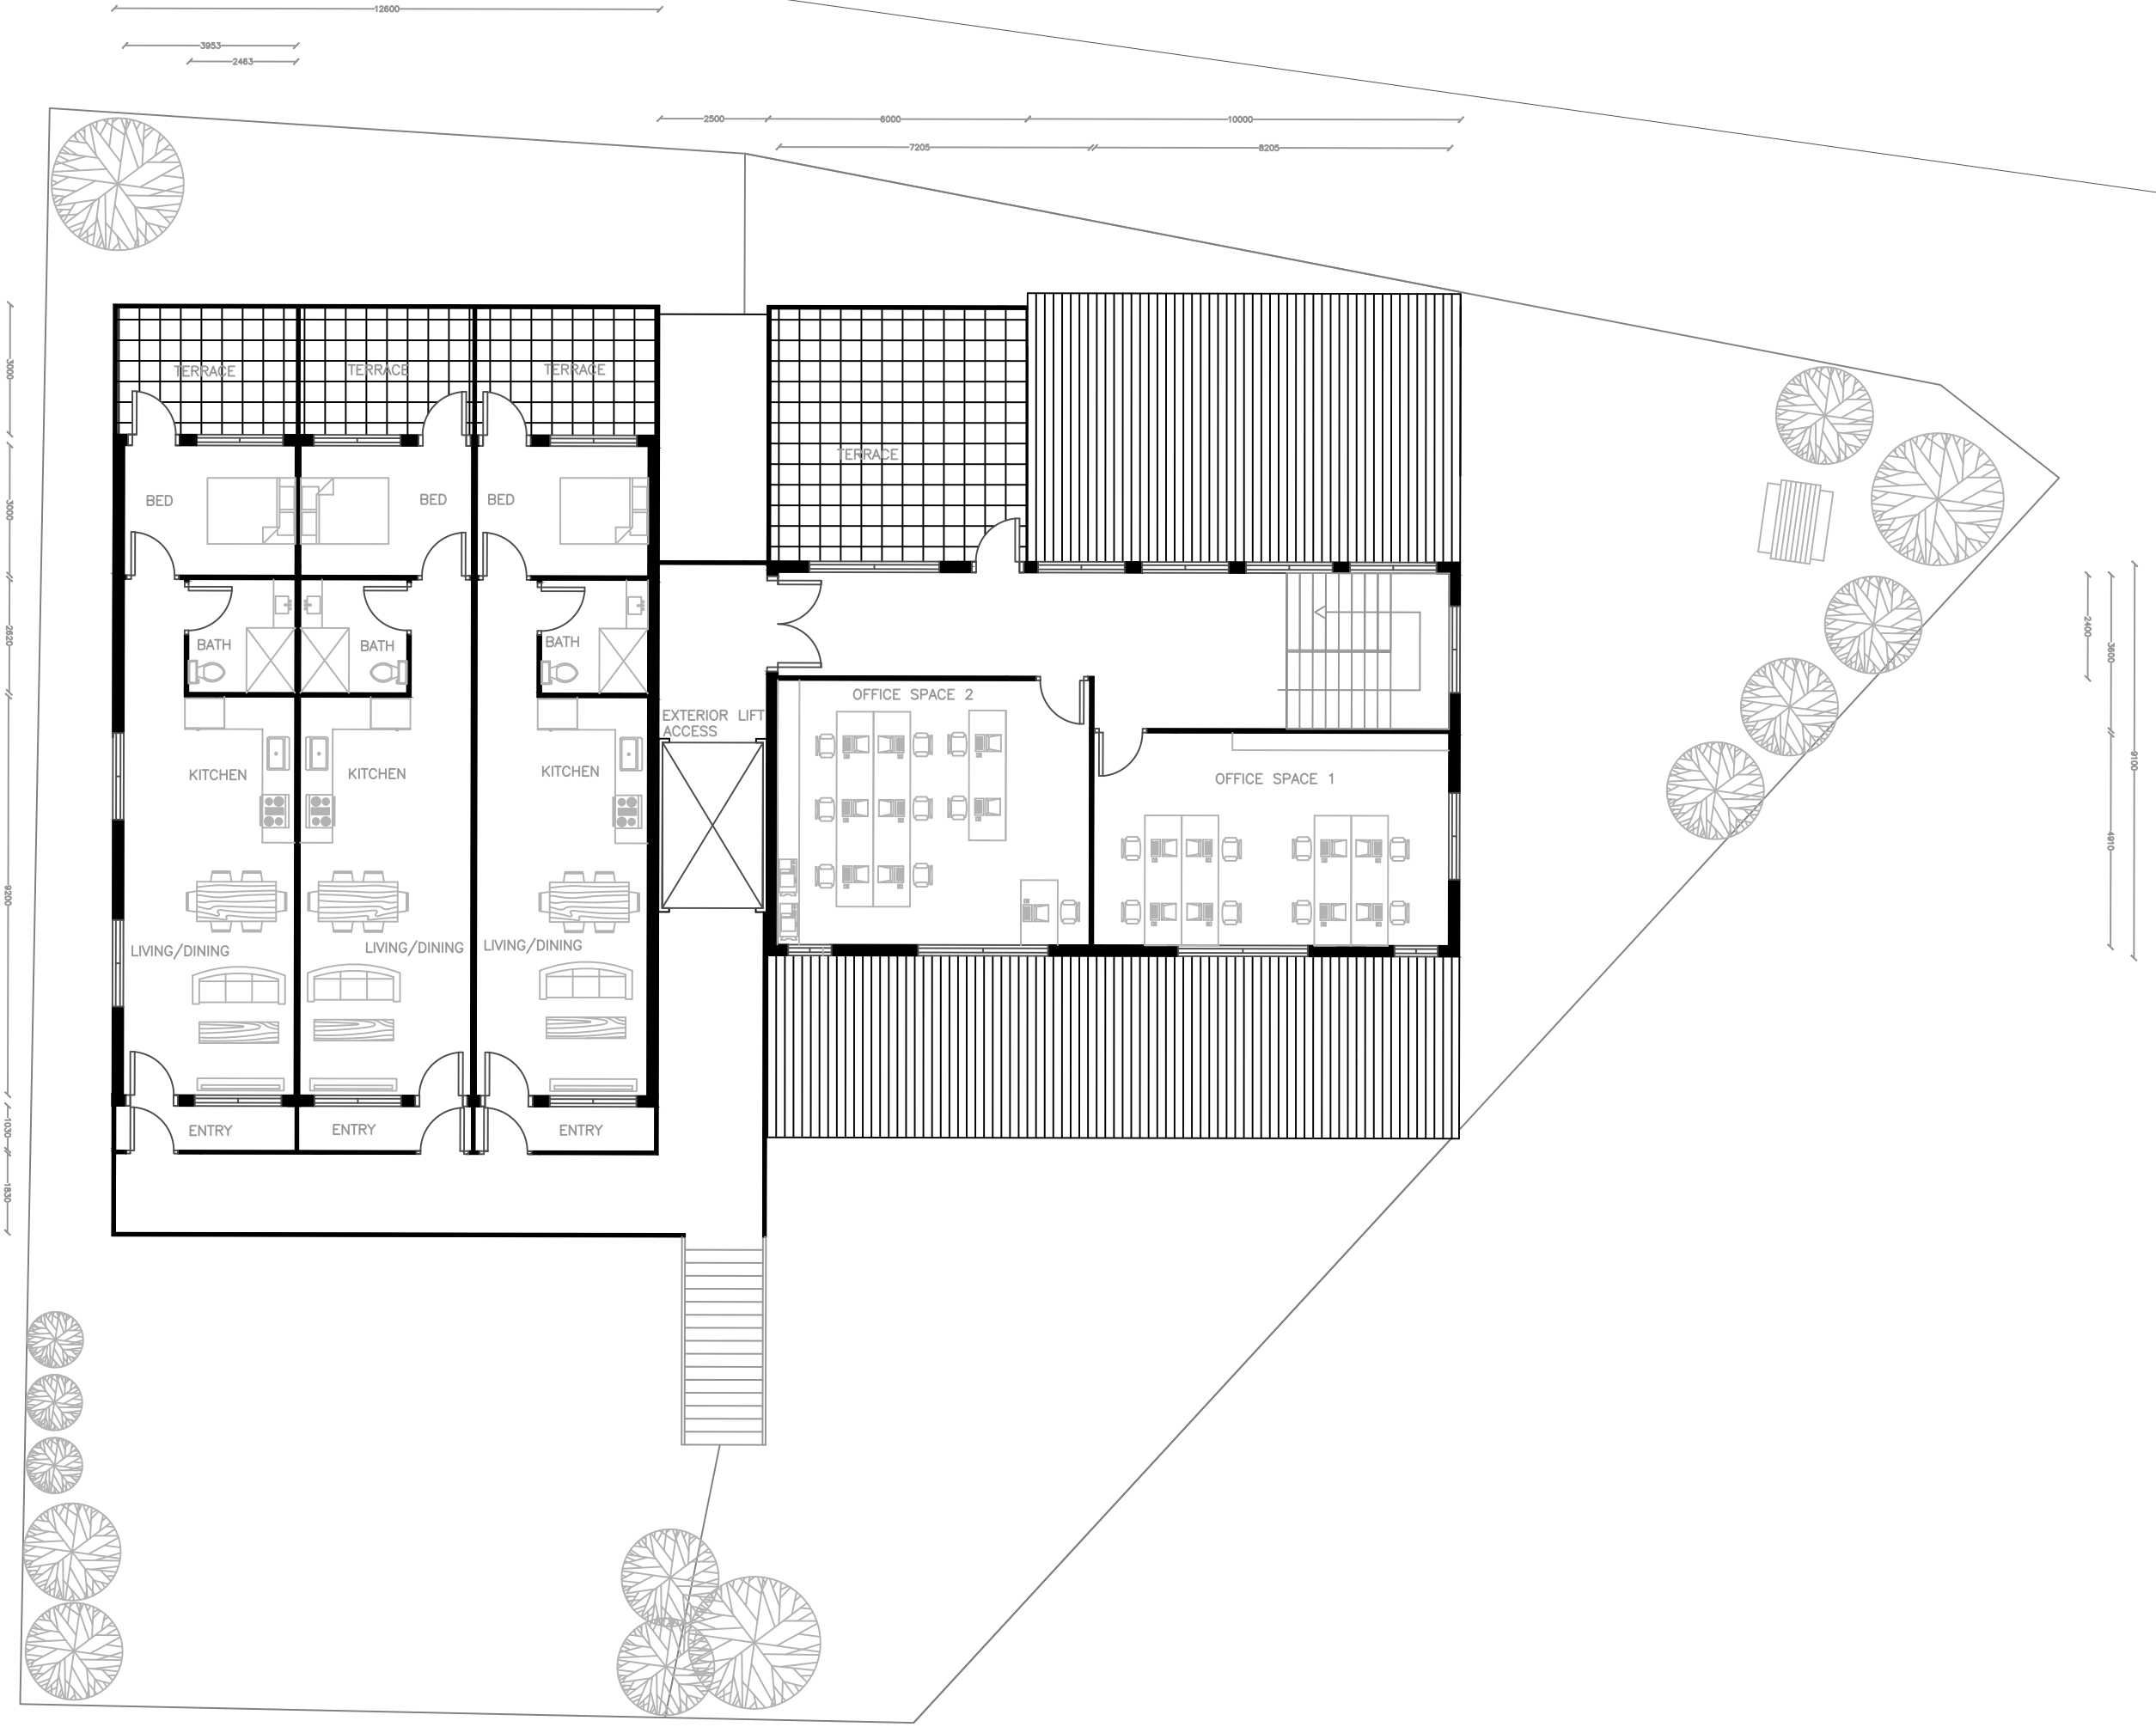 12600
3953
2463
2500
6000
10000
7205
8205
TERRACE
TERRACE
TERRACE
3000
TERRACE
BED
BED
BED
3000
2620
BATH
BATH
BATH
2400
3600
9100
OFFICE SPACE 2
EXTERIOR LIFT
ACCESS
KITCHEN
KITCHEN
KITCHEN
OFFICE SPACE 1
4910
9200
LIVING/DINING
LIVING/DINING
LIVING/DINING
1030
ENTRY
ENTRY
ENTRY
1830